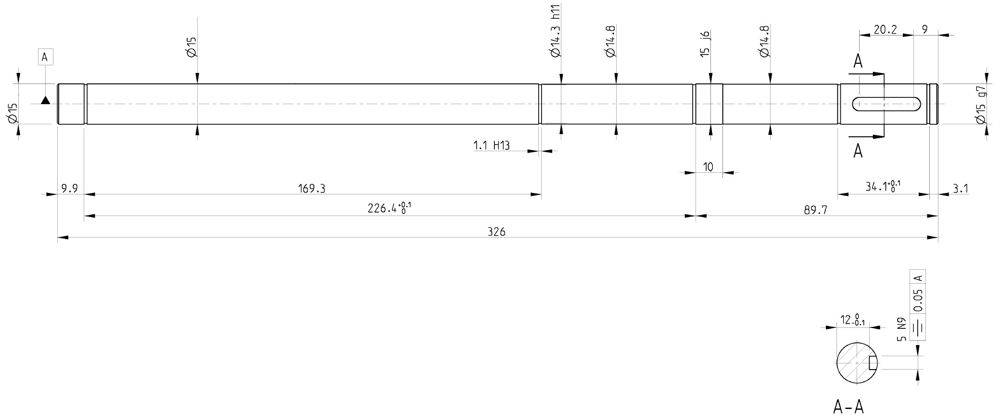 A
Ø15
Ø15
Ø14.3 h11
Ø14.8
15 j6
Ø14.8
20.2
9
A
A
Ø15 g7
1.1 H13
10
9.9
169.3
34.1 +0.1 0
3.1
226.4 +0.1 0
89.7
326
12 0 -0.1
5 N9
⌯ 0.05 A
A-A